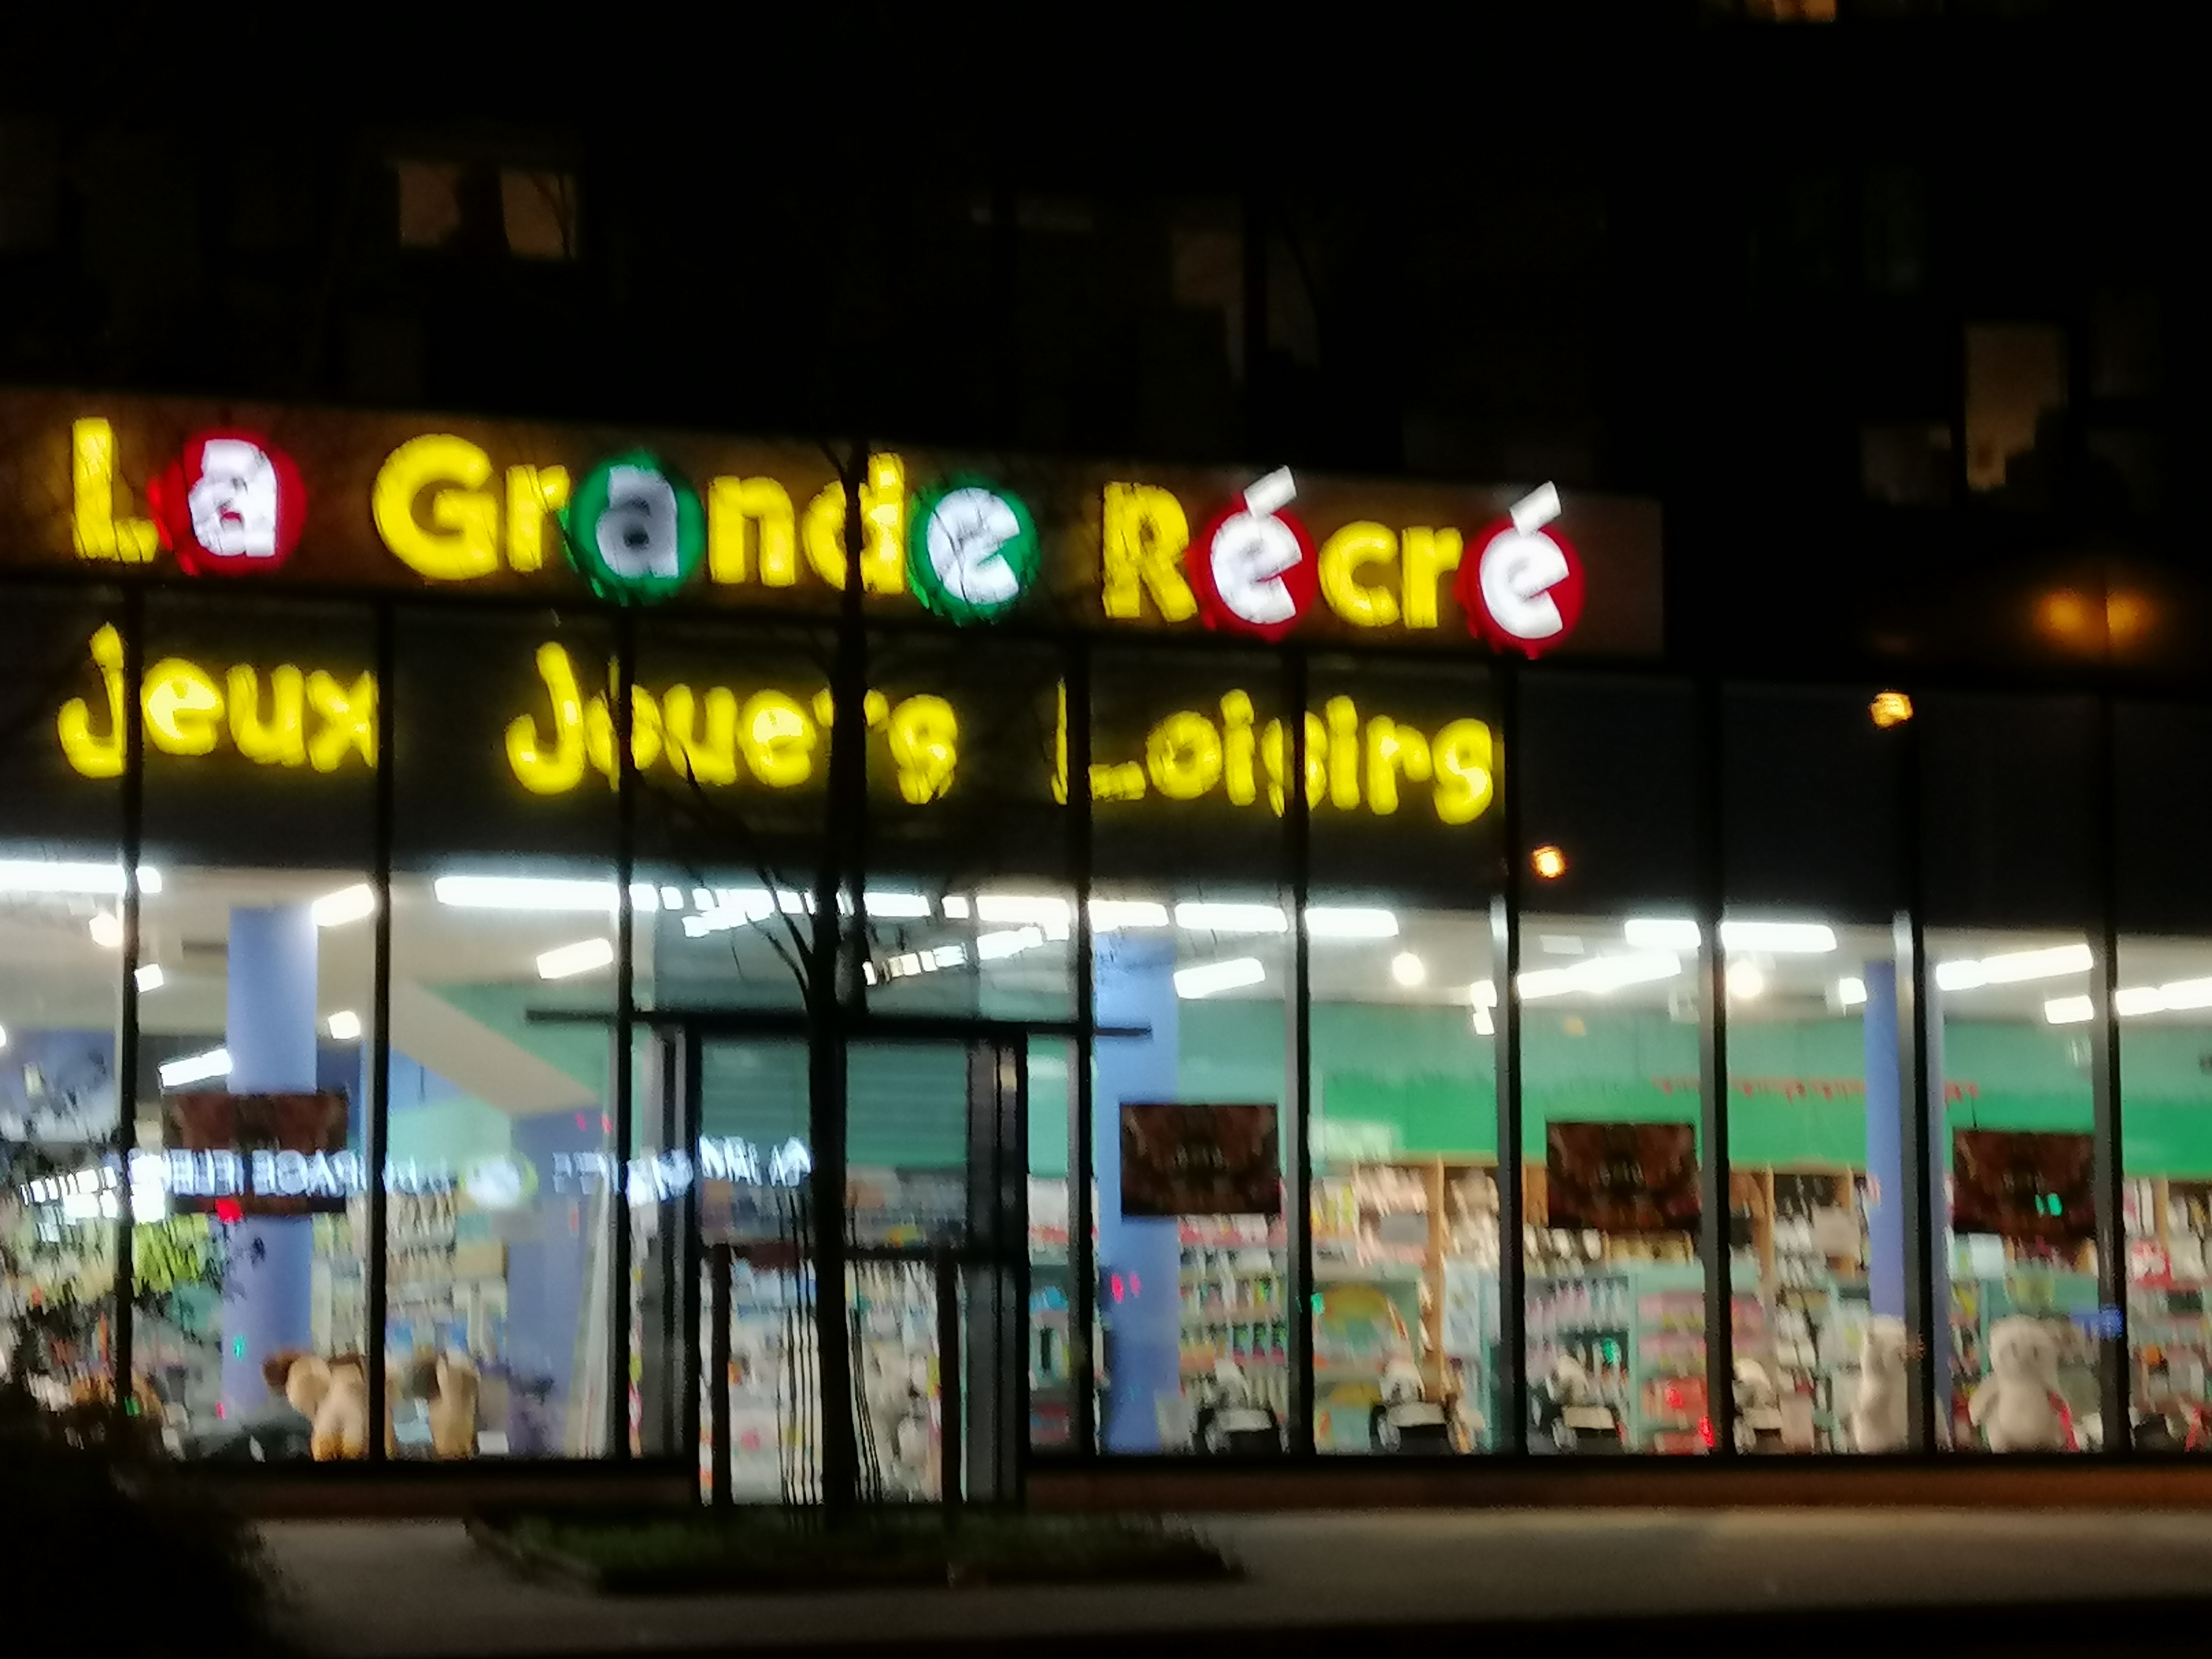 La Grande Récré
Jeux Jouets Loisirs